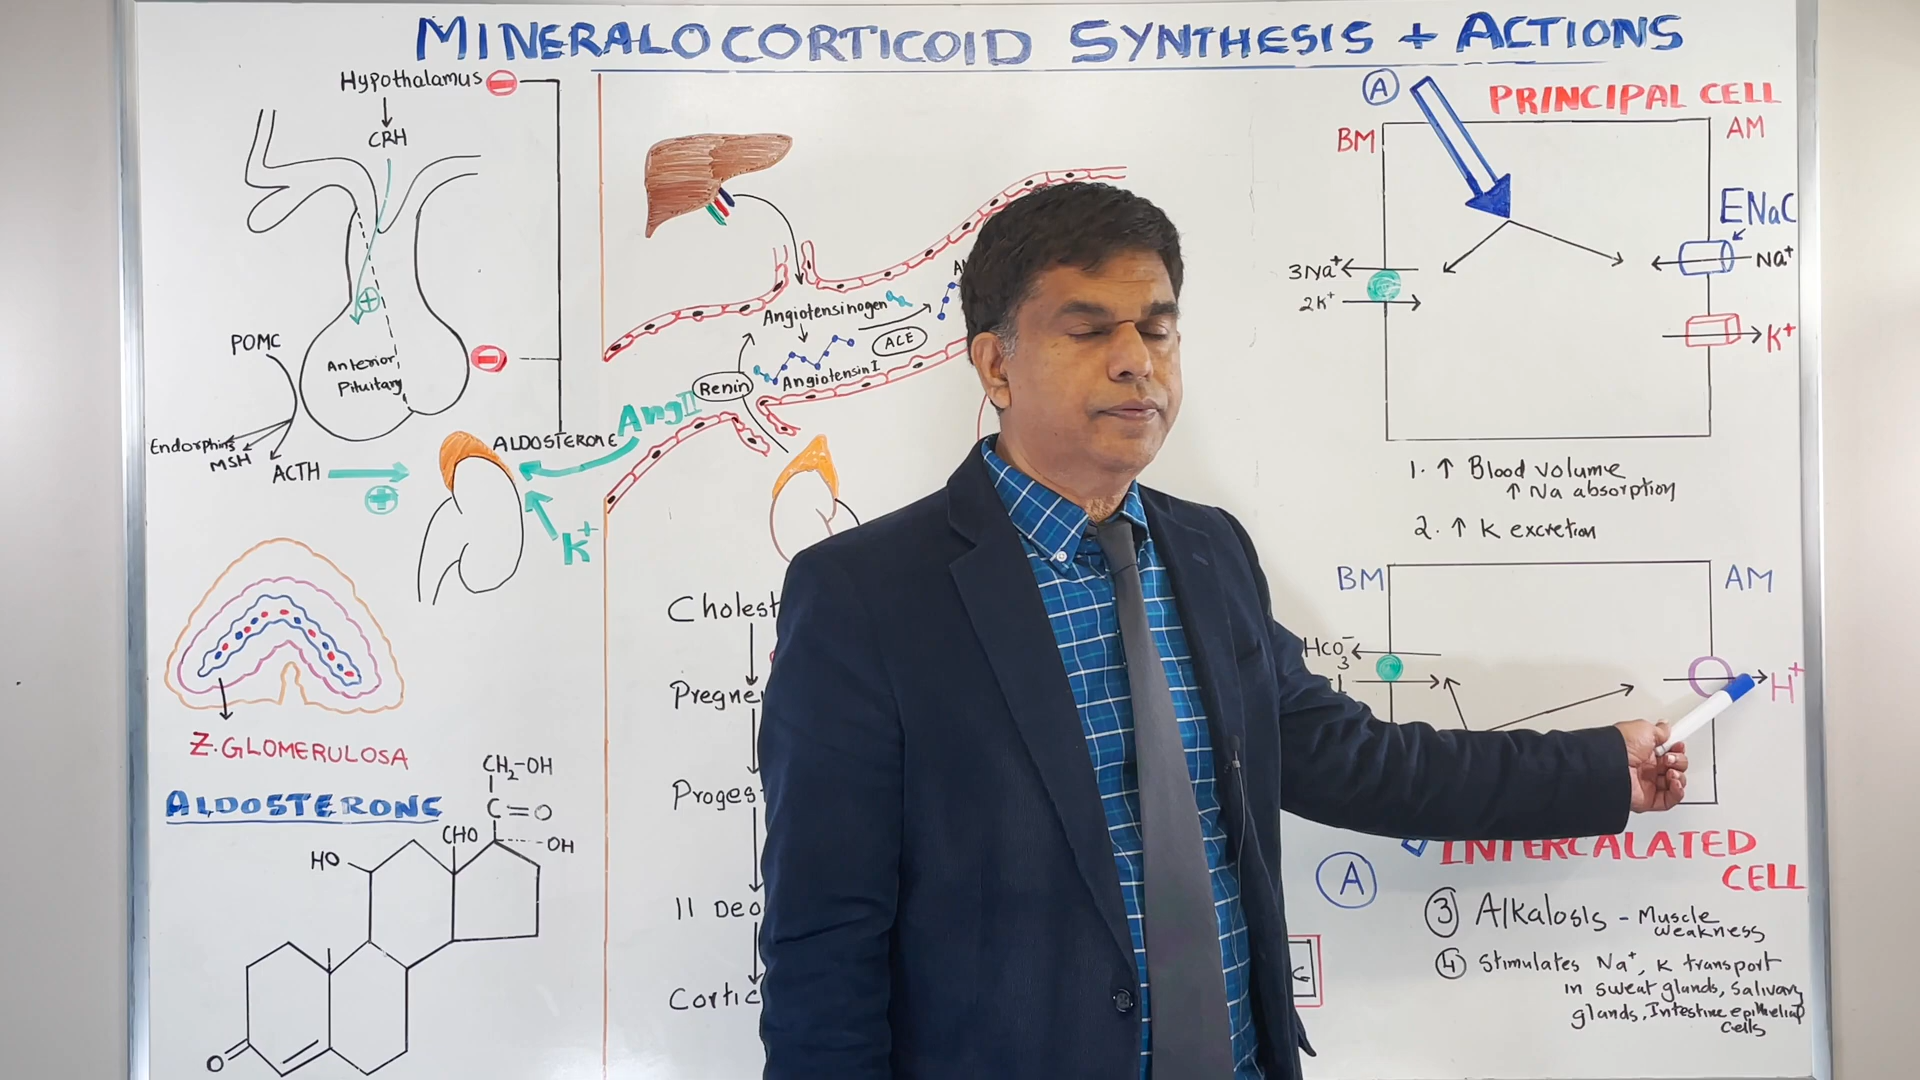 MINERALOCORTICOID SYNTHESIS + ACTIONS
Hypothalamus
CRH
POMC
Anterior
Pituitary
Endorphins
MSH
ACTH
ALDOSTERONE
Ang II
K+
Z. GLOMERULOSA
ALDOSTERONE
CH2-OH
C=O
CHO
OH
HO
O
Angiotensinogen
ACE
Renin
Angiotensin I
Cholest
Pregne
Proges
11 Deo
Cortic
A
PRINCIPAL CELL
BM
AM
ENaC
3Na+
Na+
2K+
K+
1. ↑ Blood volume
↑ Na absorption
2. ↑ K excretion
BM
AM
HCO3-
H+
INTERCALATED
CELL
A
3 Alkalosis - Muscle
weakness
4 Stimulates Na+, K transport
in sweat glands, Salivary
glands, Intestine epithelial
Cells
C